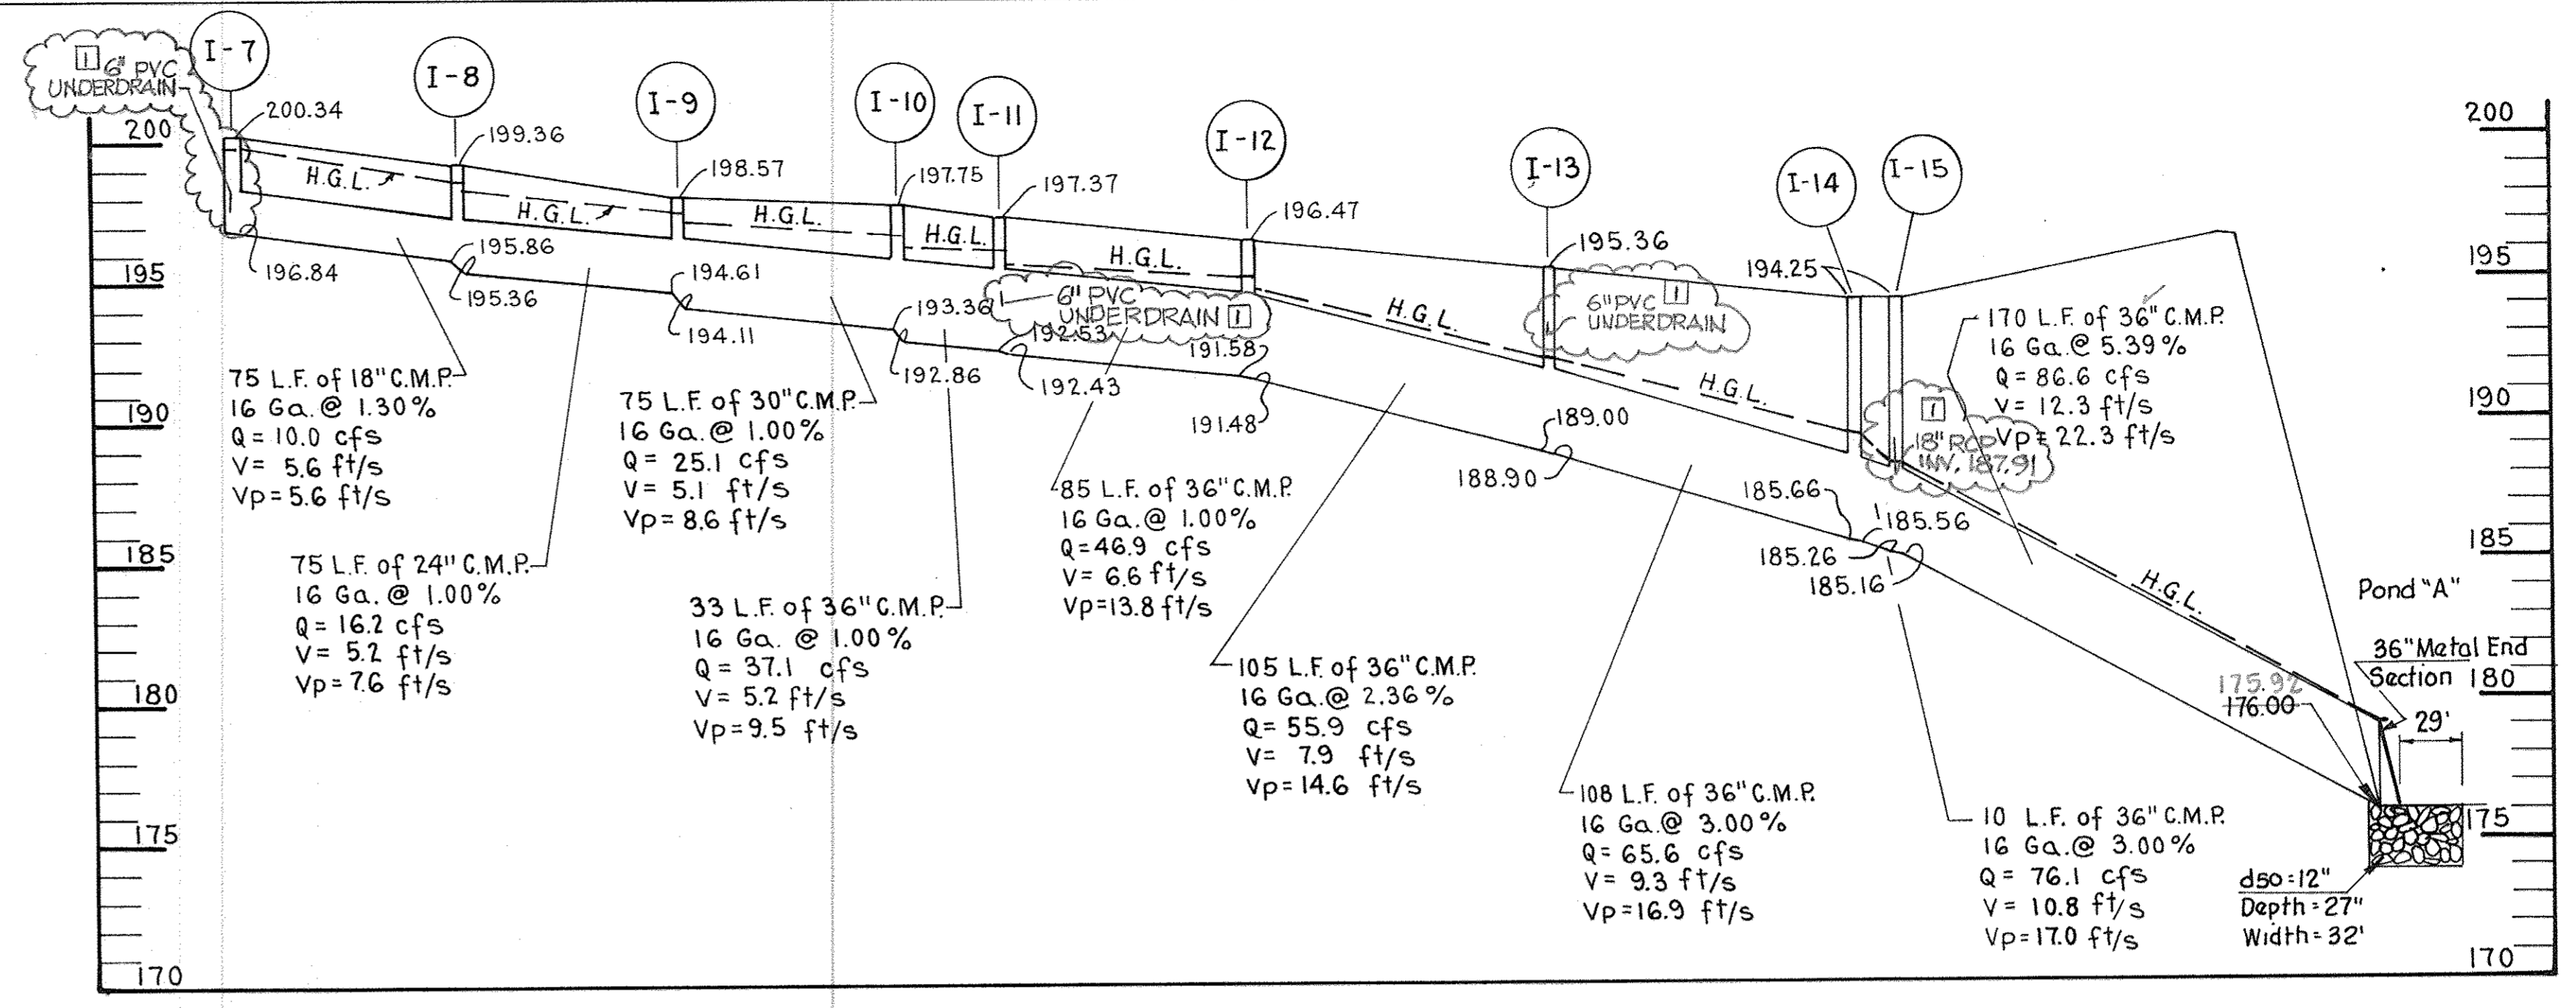 1 6" PVC
UNDERDRAIN
I-7
I-8
I-9
I-10
I-11
I-12
I-13
I-14
I-15
200
195
190
185
180
175
170
200.34
199.36
198.57
197.75
197.37
196.47
195.36
194.25
H.G.L.
H.G.L.
H.G.L.
H.G.L.
H.G.L.
H.G.L.
H.G.L.
H.G.L.
196.84
195.86
195.36
194.61
194.11
193.36
192.86
192.53
192.43
191.58
191.48
189.00
188.90
185.66
185.56
185.26
185.16
6" PVC
UNDERDRAIN 1
6" PVC 1
UNDERDRAIN
1
18" RCP
INV. 187.91
75 L.F. of 18" C.M.P.
16 Ga. @ 1.30%
Q = 10.0 cfs
V = 5.6 ft/s
Vp = 5.6 ft/s
75 L.F. of 24" C.M.P.
16 Ga. @ 1.00%
Q = 16.2 cfs
V = 5.2 ft/s
Vp = 7.6 ft/s
75 L.F. of 30" C.M.P.
16 Ga. @ 1.00%
Q = 25.1 cfs
V = 5.1 ft/s
Vp = 8.6 ft/s
33 L.F. of 36" C.M.P.
16 Ga. @ 1.00%
Q = 37.1 cfs
V = 5.2 ft/s
Vp = 9.5 ft/s
85 L.F. of 36" C.M.P.
16 Ga. @ 1.00%
Q = 46.9 cfs
V = 6.6 ft/s
Vp = 13.8 ft/s
105 L.F. of 36" C.M.P.
16 Ga. @ 2.36%
Q = 55.9 cfs
V = 7.9 ft/s
Vp = 14.6 ft/s
108 L.F. of 36" C.M.P.
16 Ga. @ 3.00%
Q = 65.6 cfs
V = 9.3 ft/s
Vp = 16.9 ft/s
10 L.F. of 36" C.M.P.
16 Ga. @ 3.00%
Q = 76.1 cfs
V = 10.8 ft/s
Vp = 17.0 ft/s
170 L.F. of 36" C.M.P.
16 Ga. @ 5.39%
Q = 86.6 cfs
V = 12.3 ft/s
Vp = 22.3 ft/s
Pond "A"
36" Metal End
Section
175.92
176.00
29'
d50 = 12"
Depth = 27"
Width = 32'
200
195
190
185
180
175
170